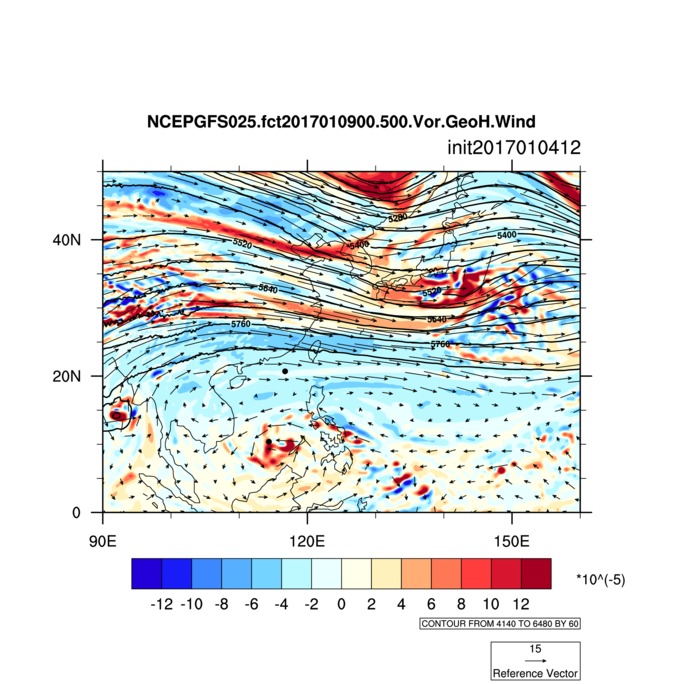 NCEPGFS025.fct2017010900.500.Vor.GeoH.Wind
init2017010412
5280
40N
5400
5520
5400
5640
5520
5640
5760
5760
20N
0
90E 120E 150E
*10^(-5)
-12 -10 -8 -6 -4 -2 0 2 4 6 8 10 12
CONTOUR FROM 4140 TO 6480 BY 60
15
Reference Vector